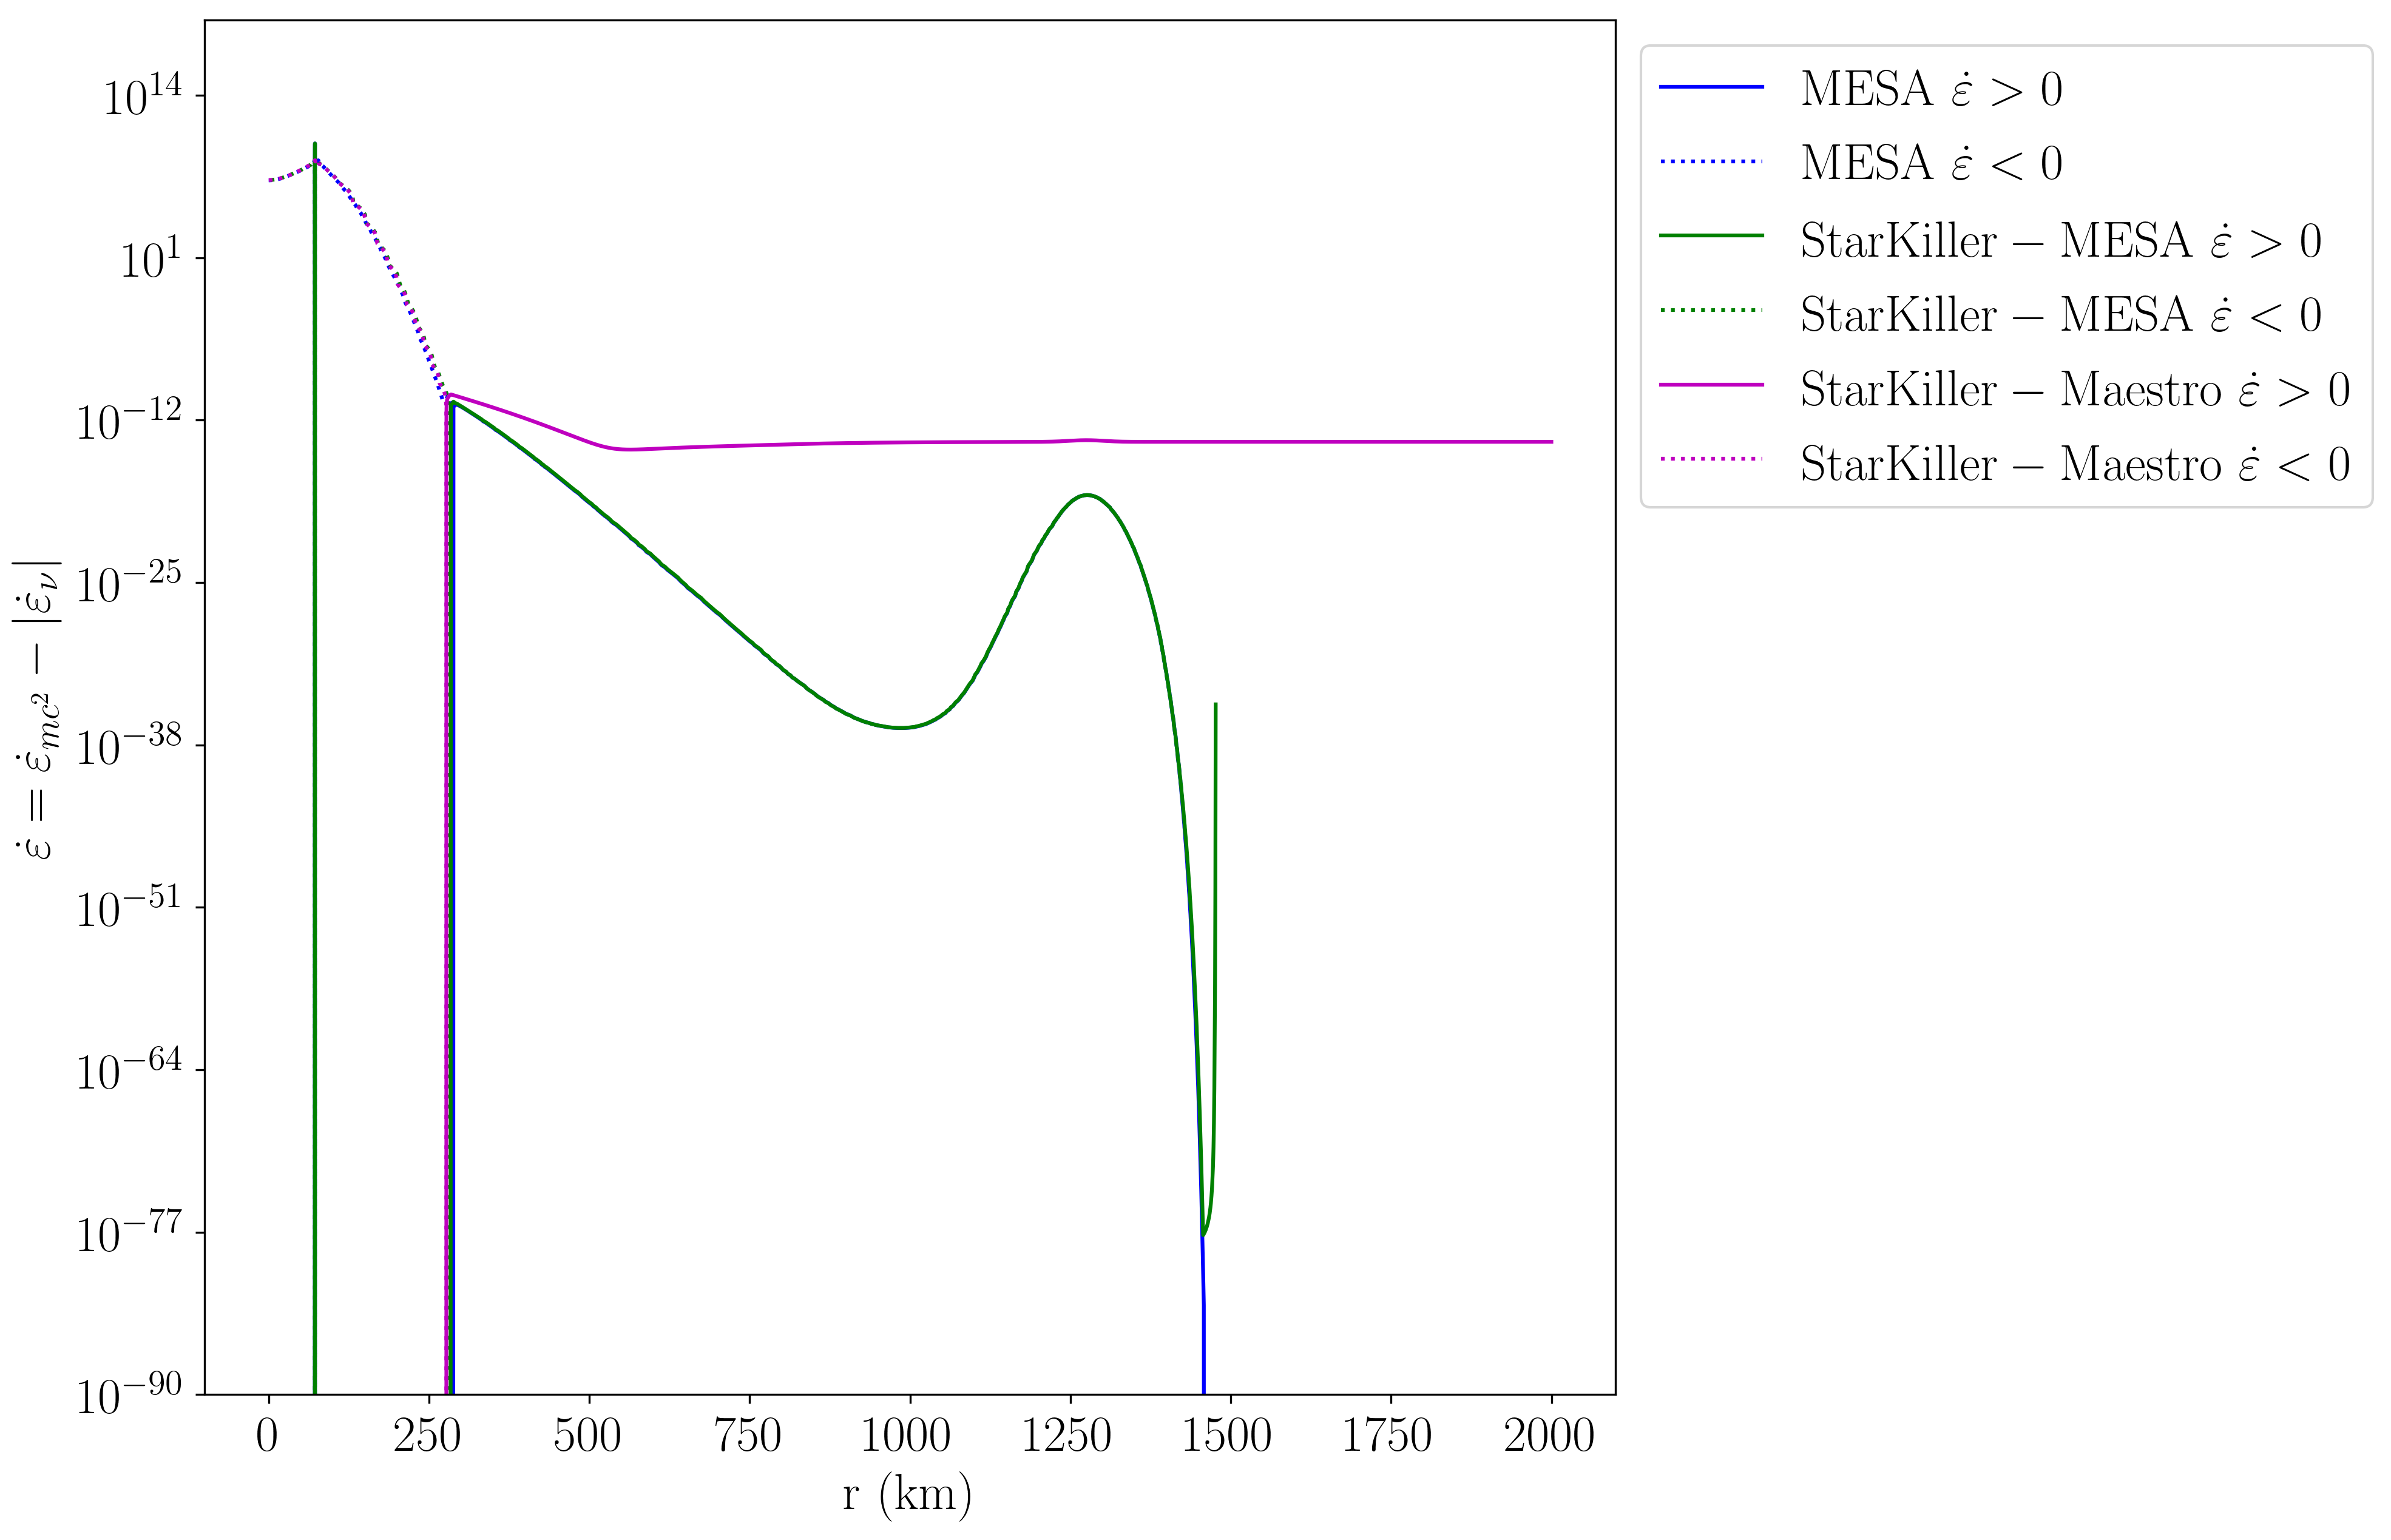 10^14
10^1
10^−12
10^−25
10^−38
10^−51
10^−64
10^−77
10^−90
ε̇ = ε̇_mc² − |ε̇_ν|
0 250 500 750 1000 1250 1500 1750 2000
r (km)
MESA ε̇ > 0
MESA ε̇ < 0
StarKiller − MESA ε̇ > 0
StarKiller − MESA ε̇ < 0
StarKiller − Maestro ε̇ > 0
StarKiller − Maestro ε̇ < 0